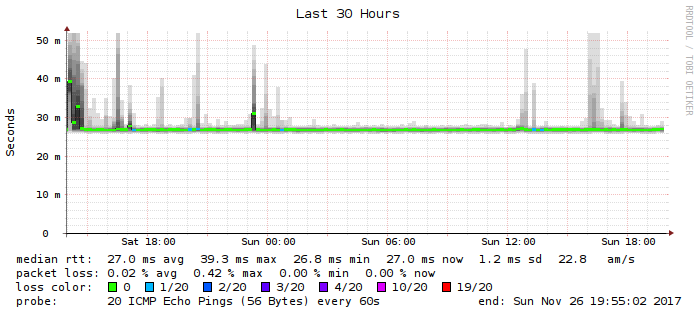 Last 30 Hours
RRDTOOL / TOBI OETIKER
Seconds
50 m
40 m
30 m
20 m
10 m
0
Sat 18:00 Sun 00:00 Sun 06:00 Sun 12:00 Sun 18:00
median rtt: 27.0 ms avg 39.3 ms max 26.8 ms min 27.0 ms now 1.2 ms sd 22.8 am/s
packet loss: 0.02 % avg 0.42 % max 0.00 % min 0.00 % now
loss color: 0 1/20 2/20 3/20 4/20 10/20 19/20
probe: 20 ICMP Echo Pings (56 Bytes) every 60s end: Sun Nov 26 19:55:02 2017